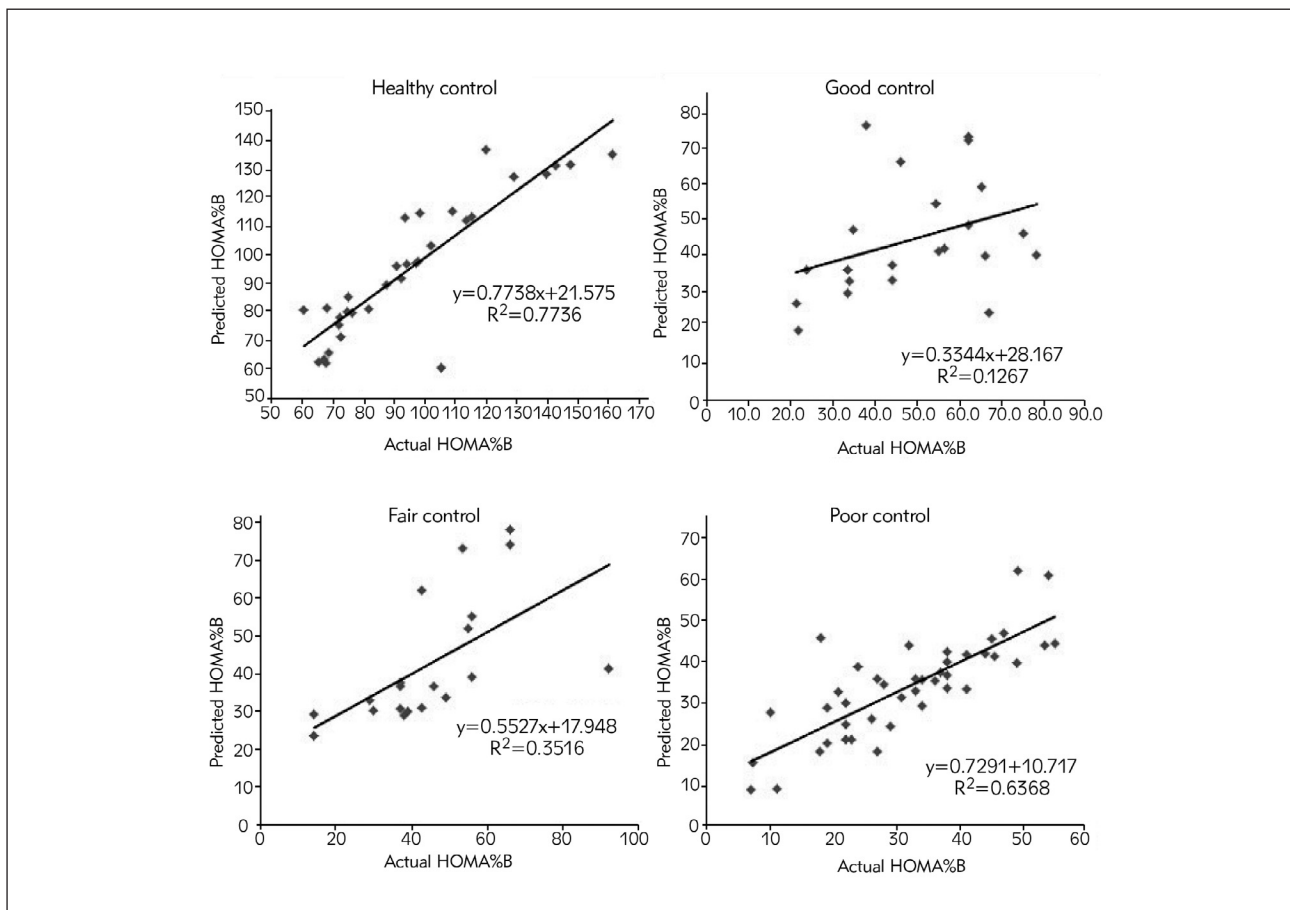 Healthy control
150
140
130
120
110
100
90
80
70
60
50
Predicted HOMA%B
y=0.7738x+21.575
R2=0.7736
50 60 70 80 90 100 110 120 130 140 150 160 170
Actual HOMA%B
Good control
80
70
60
50
40
30
20
10
0
Predicted HOMA%B
y=0.3344x+28.167
R2=0.1267
0 10.0 20.0 30.0 40.0 50.0 60.0 70.0 80.0 90.0
Actual HOMA%B
Fair control
80
70
60
50
40
30
20
10
0
Predicted HOMA%B
y=0.5527x+17.948
R2=0.3516
0 20 40 60 80 100
Actual HOMA%B
Poor control
70
60
50
40
30
20
10
0
Predicted HOMA%B
y=0.7291+10.717
R2=0.6368
0 10 20 30 40 50 60
Actual HOMA%B